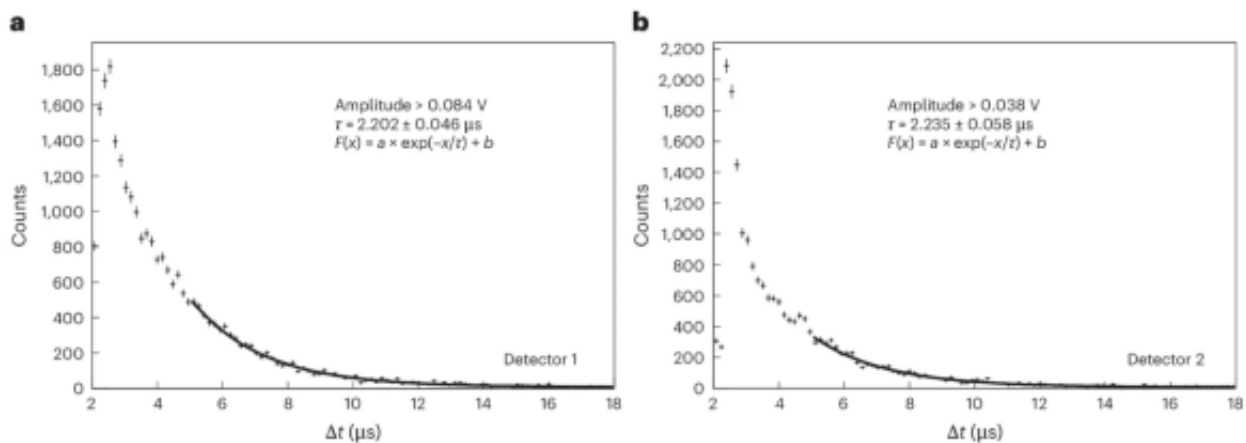 a
1,800
1,600
1,400
1,200
1,000
800
600
400
200
0
Counts
Amplitude > 0.084 V
τ = 2.202 ± 0.046 μs
F(x) = a × exp(−x/τ) + b
Detector 1
2 4 6 8 10 12 14 16 18
Δt (μs)
b
2,200
2,000
1,800
1,600
1,400
1,200
1,000
800
600
400
200
0
Counts
Amplitude > 0.038 V
τ = 2.235 ± 0.058 μs
F(x) = a × exp(−x/τ) + b
Detector 2
2 4 6 8 10 12 14 16 18
Δt (μs)